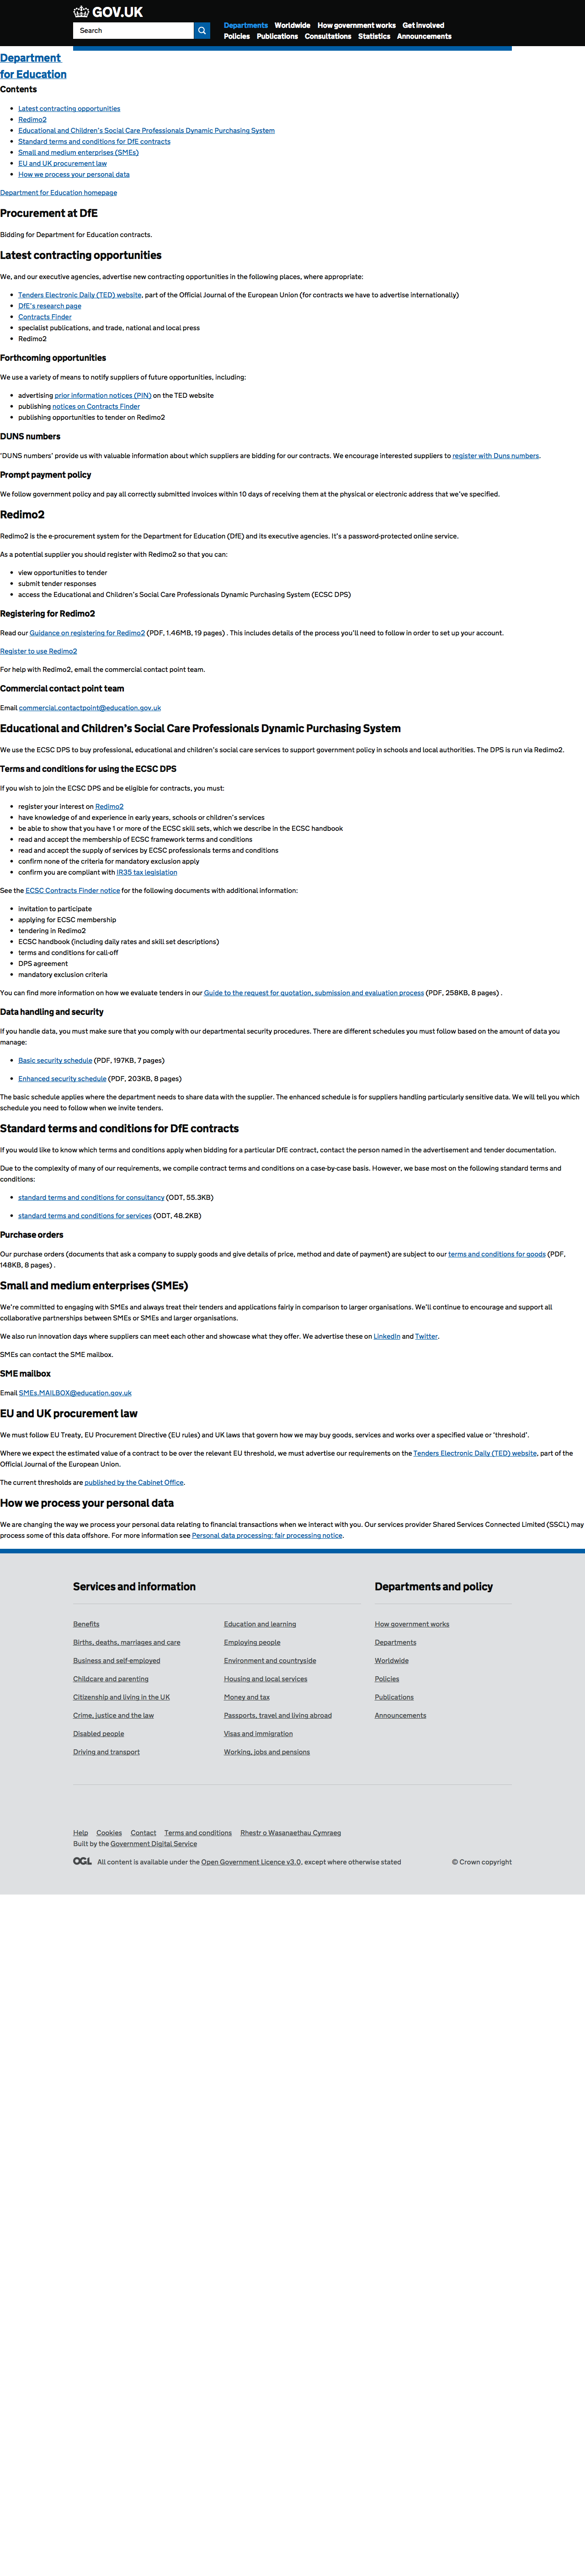 GOV.UK
Search
Departments Worldwide How government works Get involved
Policies Publications Consultations Statistics Announcements
Department
for Education
Contents
Latest contracting opportunities
Redimo2
Educational and Children's Social Care Professionals Dynamic Purchasing System
Standard terms and conditions for DfE contracts
Small and medium enterprises (SMEs)
EU and UK procurement law
How we process your personal data
Department for Education homepage
Procurement at DfE
Bidding for Department for Education contracts.
Latest contracting opportunities
We, and our executive agencies, advertise new contracting opportunities in the following places, where appropriate:
Tenders Electronic Daily (TED) website, part of the Official Journal of the European Union (for contracts we have to advertise internationally)
DfE's research page
Contracts Finder
specialist publications, and trade, national and local press
Redimo2
Forthcoming opportunities
We use a variety of means to notify suppliers of future opportunities, including:
advertising prior information notices (PIN) on the TED website
publishing notices on Contracts Finder
publishing opportunities to tender on Redimo2
DUNS numbers
'DUNS numbers' provide us with valuable information about which suppliers are bidding for our contracts. We encourage interested suppliers to register with Duns numbers.
Prompt payment policy
We follow government policy and pay all correctly submitted invoices within 10 days of receiving them at the physical or electronic address that we've specified.
Redimo2
Redimo2 is the e-procurement system for the Department for Education (DfE) and its executive agencies. It's a password-protected online service.
As a potential supplier you should register with Redimo2 so that you can:
view opportunities to tender
submit tender responses
access the Educational and Children's Social Care Professionals Dynamic Purchasing System (ECSC DPS)
Registering for Redimo2
Read our Guidance on registering for Redimo2 (PDF, 1.46MB, 19 pages) . This includes details of the process you'll need to follow in order to set up your account.
Register to use Redimo2
For help with Redimo2, email the commercial contact point team.
Commercial contact point team
Email commercial.contactpoint@education.gov.uk
Educational and Children's Social Care Professionals Dynamic Purchasing System
We use the ECSC DPS to buy professional, educational and children's social care services to support government policy in schools and local authorities. The DPS is run via Redimo2.
Terms and conditions for using the ECSC DPS
If you wish to join the ECSC DPS and be eligible for contracts, you must:
register your interest on Redimo2
have knowledge of and experience in early years, schools or children's services
be able to show that you have 1 or more of the ECSC skill sets, which we describe in the ECSC handbook
read and accept the membership of ECSC framework terms and conditions
read and accept the supply of services by ECSC professionals terms and conditions
confirm none of the criteria for mandatory exclusion apply
confirm you are compliant with IR35 tax legislation
See the ECSC Contracts Finder notice for the following documents with additional information:
invitation to participate
applying for ECSC membership
tendering in Redimo2
ECSC handbook (including daily rates and skill set descriptions)
terms and conditions for call-off
DPS agreement
mandatory exclusion criteria
You can find more information on how we evaluate tenders in our Guide to the request for quotation, submission and evaluation process (PDF, 258KB, 8 pages) .
Data handling and security
If you handle data, you must make sure that you comply with our departmental security procedures. There are different schedules you must follow based on the amount of data you
manage:
Basic security schedule (PDF, 197KB, 7 pages)
Enhanced security schedule (PDF, 203KB, 8 pages)
The basic schedule applies where the department needs to share data with the supplier. The enhanced schedule is for suppliers handling particularly sensitive data. We will tell you which
schedule you need to follow when we invite tenders.
Standard terms and conditions for DfE contracts
If you would like to know which terms and conditions apply when bidding for a particular DfE contract, contact the person named in the advertisement and tender documentation.
Due to the complexity of many of our requirements, we compile contract terms and conditions on a case-by-case basis. However, we base most on the following standard terms and
conditions:
standard terms and conditions for consultancy (ODT, 55.3KB)
standard terms and conditions for services (ODT, 48.2KB)
Purchase orders
Our purchase orders (documents that ask a company to supply goods and give details of price, method and date of payment) are subject to our terms and conditions for goods (PDF,
148KB, 8 pages) .
Small and medium enterprises (SMEs)
We're committed to engaging with SMEs and always treat their tenders and applications fairly in comparison to larger organisations. We'll continue to encourage and support all
collaborative partnerships between SMEs or SMEs and larger organisations.
We also run innovation days where suppliers can meet each other and showcase what they offer. We advertise these on LinkedIn and Twitter.
SMEs can contact the SME mailbox.
SME mailbox
Email SMEs.MAILBOX@education.gov.uk
EU and UK procurement law
We must follow EU Treaty, EU Procurement Directive (EU rules) and UK laws that govern how we may buy goods, services and works over a specified value or 'threshold'.
Where we expect the estimated value of a contract to be over the relevant EU threshold, we must advertise our requirements on the Tenders Electronic Daily (TED) website, part of the
Official Journal of the European Union.
The current thresholds are published by the Cabinet Office.
How we process your personal data
We are changing the way we process your personal data relating to financial transactions when we interact with you. Our services provider Shared Services Connected Limited (SSCL) may
process some of this data offshore. For more information see Personal data processing: fair processing notice.
Services and information
Benefits
Births, deaths, marriages and care
Business and self-employed
Childcare and parenting
Citizenship and living in the UK
Crime, justice and the law
Disabled people
Driving and transport
Education and learning
Employing people
Environment and countryside
Housing and local services
Money and tax
Passports, travel and living abroad
Visas and immigration
Working, jobs and pensions
Departments and policy
How government works
Departments
Worldwide
Policies
Publications
Announcements
Help Cookies Contact Terms and conditions Rhestr o Wasanaethau Cymraeg
Built by the Government Digital Service
OGL All content is available under the Open Government Licence v3.0, except where otherwise stated
© Crown copyright